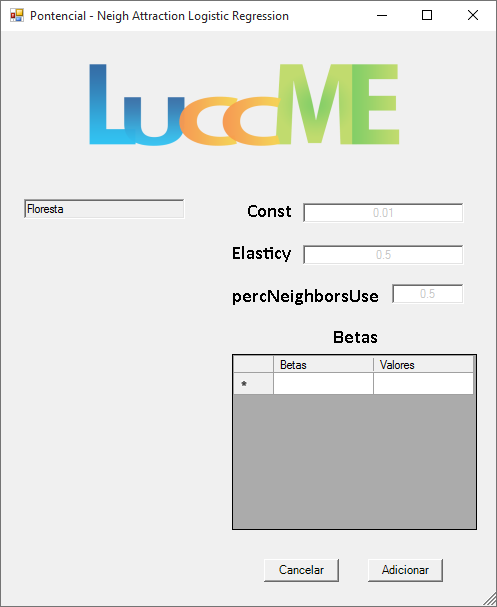 Pontencial - Neigh Attraction Logistic Regression
LuccME
Floresta
Const 0.01
Elasticy 0.5
percNeighborsUse 0.5
Betas
Betas Valores
*
Cancelar Adicionar